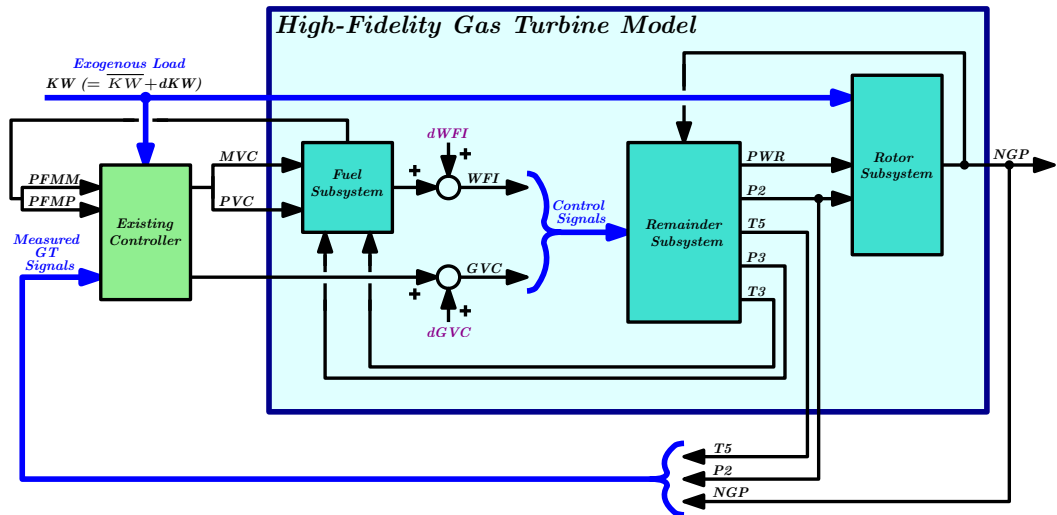 High-Fidelity Gas Turbine Model
Exogenous Load
KW (= \overline{KW}+dKW)
dWFI
+
+
MVC
WFI
PVC
Fuel
Subsystem
PFMM
PFMP
Existing
Controller
Measured
GT
Signals
GVC
+
+
dGVC
Control
Signals
Remainder
Subsystem
PWR
P2
T5
P3
T3
Rotor
Subsystem
NGP
T5
P2
NGP